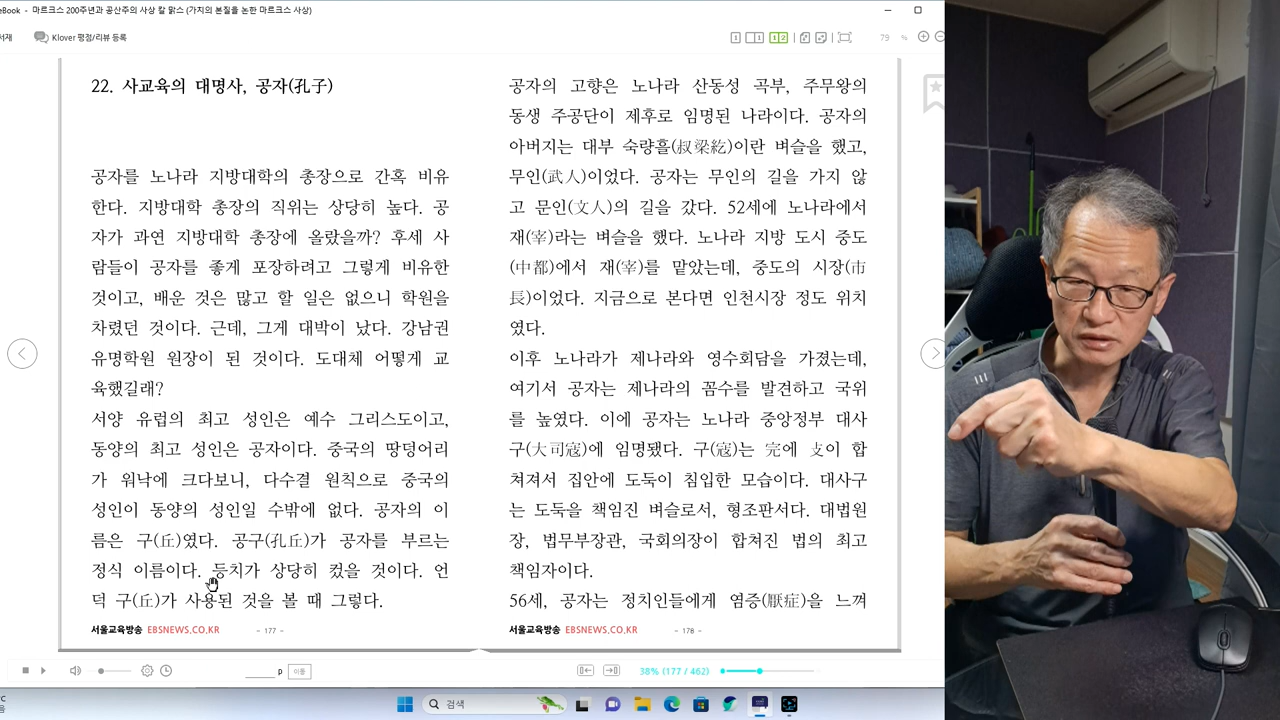 eBook - 마르크스 200주년과 공산주의 사상 칼 맑스 (가치의 본질을 논한 마르크스 사상)
서재
Klover 평점/리뷰 등록
79 %
22. 사교육의 대명사, 공자(孔子)
공자를 노나라 지방대학의 총장으로 간혹 비유
한다. 지방대학 총장의 직위는 상당히 높다. 공
자가 과연 지방대학 총장에 올랐을까? 후세 사
람들이 공자를 좋게 포장하려고 그렇게 비유한
것이고, 배운 것은 많고 할 일은 없으니 학원을
차렸던 것이다. 근데, 그게 대박이 났다. 강남권
유명학원 원장이 된 것이다. 도대체 어떻게 교
육했길래?
서양 유럽의 최고 성인은 예수 그리스도이고,
동양의 최고 성인은 공자이다. 중국의 땅덩어리
가 워낙에 크다보니, 다수결 원칙으로 중국의
성인이 동양의 성인일 수밖에 없다. 공자의 이
름은 구(丘)였다. 공구(孔丘)가 공자를 부르는
정식 이름이다. 등치가 상당히 컸을 것이다. 언
덕 구(丘)가 사용된 것을 볼 때 그렇다.
서울교육방송 EBSNEWS.CO.KR - 177 -
공자의 고향은 노나라 산동성 곡부, 주무왕의
동생 주공단이 제후로 임명된 나라이다. 공자의
아버지는 대부 숙량흘(叔梁紇)이란 벼슬을 했고,
무인(武人)이었다. 공자는 무인의 길을 가지 않
고 문인(文人)의 길을 갔다. 52세에 노나라에서
재(宰)라는 벼슬을 했다. 노나라 지방 도시 중도
(中都)에서 재(宰)를 맡았는데, 중도의 시장(市
長)이었다. 지금으로 본다면 인천시장 정도 위치
였다.
이후 노나라가 제나라와 영수회담을 가졌는데,
여기서 공자는 제나라의 꼼수를 발견하고 국위
를 높였다. 이에 공자는 노나라 중앙정부 대사
구(大司寇)에 임명됐다. 구(寇)는 完에 攴이 합
쳐져서 집안에 도둑이 침입한 모습이다. 대사구
는 도둑을 책임진 벼슬로서, 형조판서다. 대법원
장, 법무부장관, 국회의장이 합쳐진 법의 최고
책임자이다.
56세, 공자는 정치인들에게 염증(厭症)을 느껴
서울교육방송 EBSNEWS.CO.KR - 178 -
p 이동
38% (177 / 462)
검색